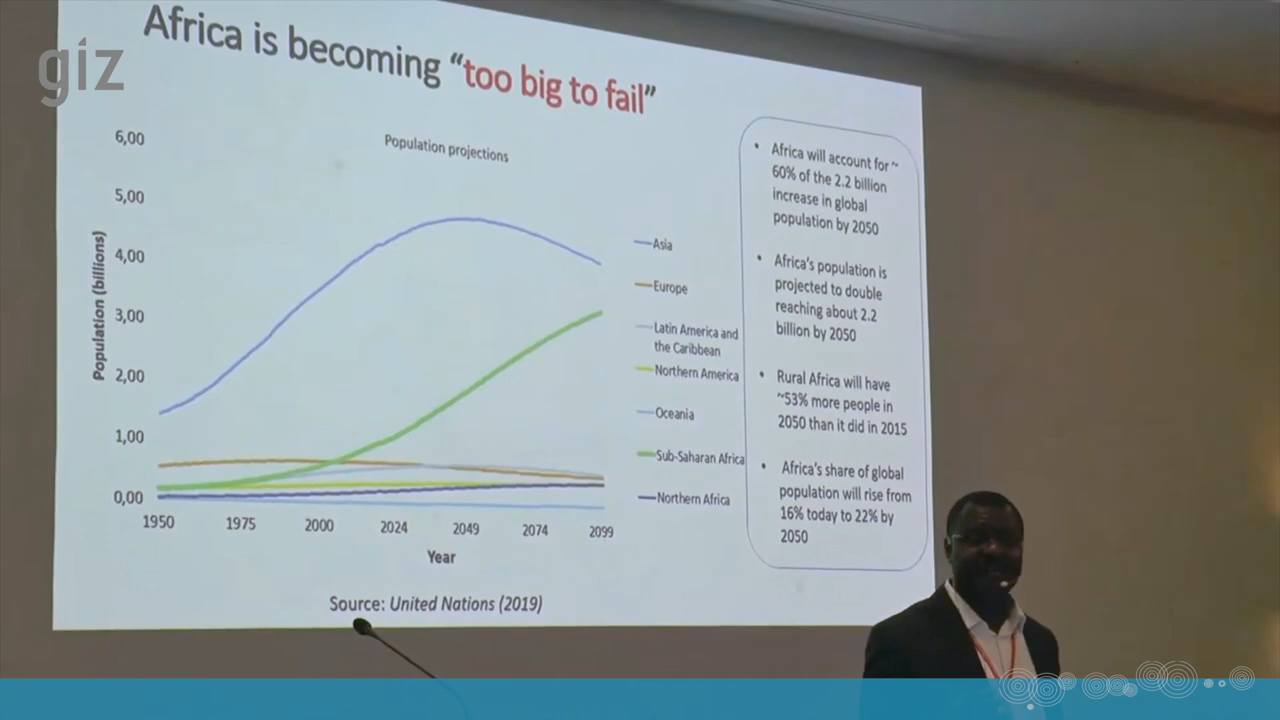 giz
Africa is becoming “too big to fail”
Population projections
6,00
5,00
4,00
3,00
2,00
1,00
0,00
Population (billions)
1950 1975 2000 2024 2049 2074 2099
Year
Asia
Europe
Latin America and
the Caribbean
Northern America
Oceania
Sub-Saharan Africa
Northern Africa
Source: United Nations (2019)
• Africa will account for ~
60% of the 2.2 billion
increase in global
population by 2050
• Africa's population is
projected to double
reaching about 2.2
billion by 2050
• Rural Africa will have
~53% more people in
2050 than it did in 2015
• Africa's share of global
population will rise from
16% today to 22% by
2050